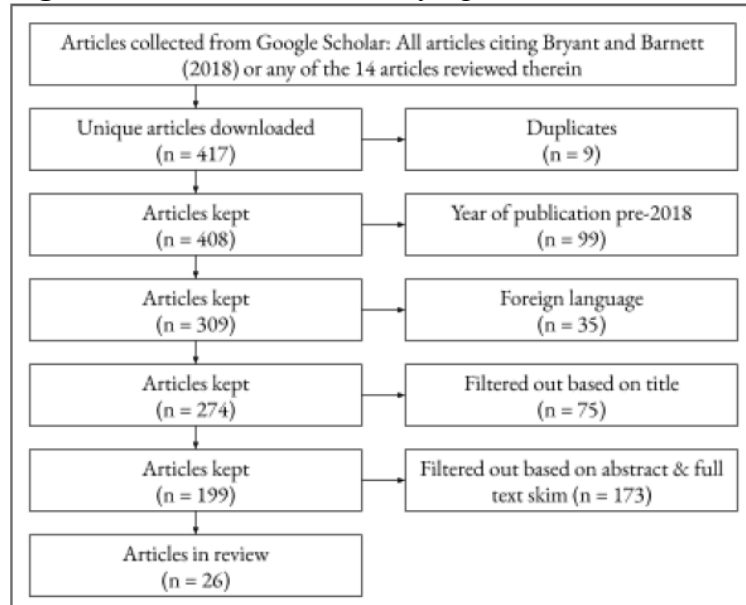 Articles collected from Google Scholar: All articles citing Bryant and Barnett
(2018) or any of the 14 articles reviewed therein
Unique articles downloaded
(n = 417)
Duplicates
(n = 9)
Articles kept
(n = 408)
Year of publication pre-2018
(n = 99)
Articles kept
(n = 309)
Foreign language
(n = 35)
Articles kept
(n = 274)
Filtered out based on title
(n = 75)
Articles kept
(n = 199)
Filtered out based on abstract & full
text skim (n = 173)
Articles in review
(n = 26)